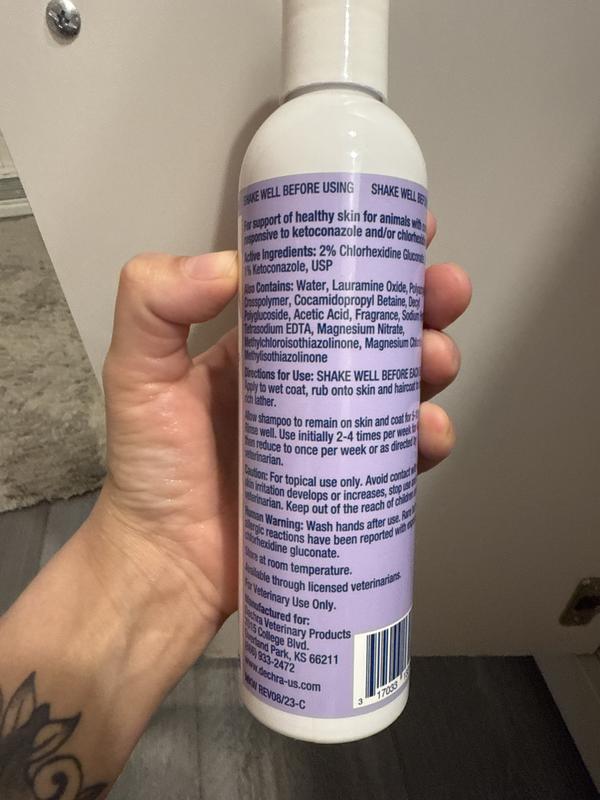 SHAKE WELL BEFORE USING SHAKE WELL
For support of healthy skin for animals with
responsive to ketoconazole and/or
Active Ingredients: 2% Chlorhexidine
1% Ketoconazole, USP
Also Contains: Water, Lauramine Oxide,
Crosspolymer, Cocamidopropyl Betaine, Decyl
Polyglucoside, Acetic Acid, Fragrance, Sodium
Tetrasodium EDTA, Magnesium Nitrate,
Methylchloroisothiazolinone, Magnesium
Methylisothiazolinone
Directions for Use: SHAKE WELL BEFORE
Apply to wet coat, rub onto skin and haircoat
rich lather.
Allow shampoo to remain on skin and coat for
Rinse well. Use initially 2-4 times per week
then reduce to once per week or as directed
veterinarian.
Caution: For topical use only. Avoid contact
skin irritation develops or increases, stop use
veterinarian. Keep out of the reach of children
Human Warning: Wash hands after use.
allergic reactions have been reported with
chlorhexidine gluconate.
Store at room temperature.
Available through licensed veterinarians.
For Veterinary Use Only.
Manufactured for:
Dechra Veterinary Products
College Blvd.
Overland Park, KS 66211
(866) 933-2472
www.dechra-us.com
REV08/23-C
3 17033